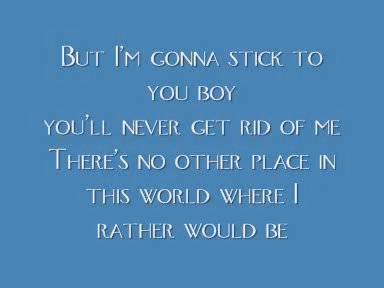 But I'm gonna stick to
you boy
you'll never get rid of me
There's no other place in
this world where I
rather would be